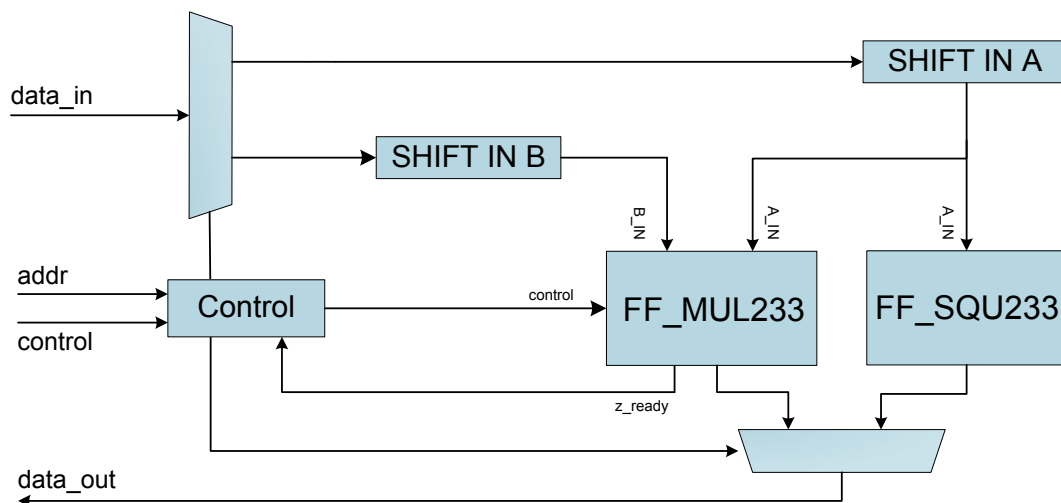 SHIFT IN A
data_in
SHIFT IN B
B_IN
A_IN
A_IN
addr
Control
control
FF_MUL233
FF_SQU233
control
z_ready
data_out